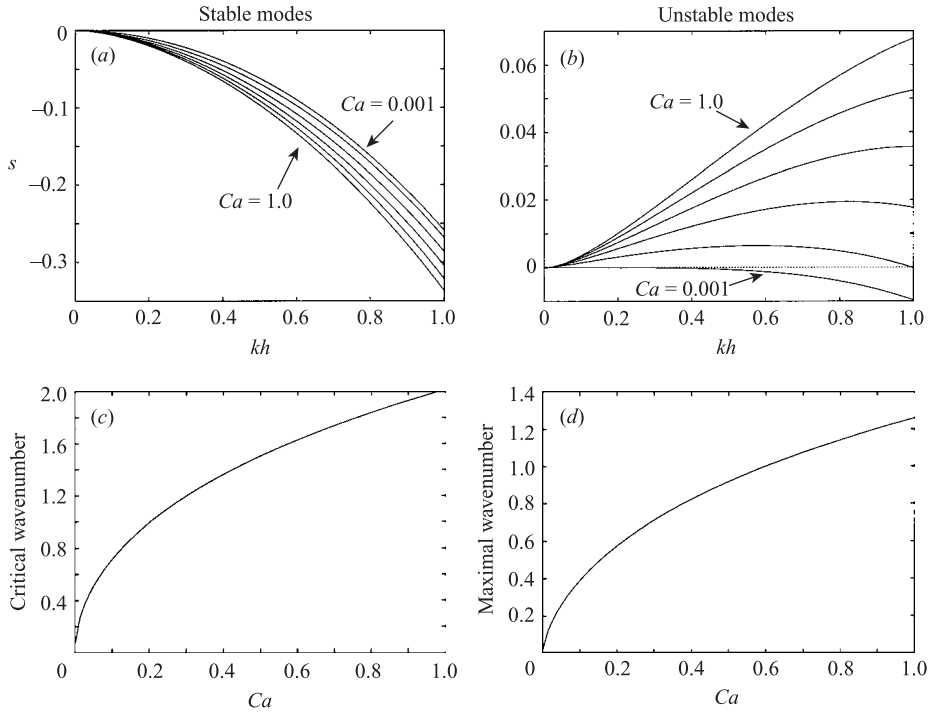 Stable modes
Unstable modes
(a)
Ca = 0.001
Ca = 1.0
s
0
–0.1
–0.2
–0.3
0 0.2 0.4 0.6 0.8 1.0
kh
(b)
Ca = 1.0
Ca = 0.001
0.06
0.04
0.02
0
0 0.2 0.4 0.6 0.8 1.0
kh
(c)
Critical wavenumber
2.0
1.6
1.2
0.8
0.4
0 0.2 0.4 0.6 0.8 1.0
Ca
(d)
Maximal wavenumber
1.4
1.2
1.0
0.8
0.6
0.4
0.2
0 0.2 0.4 0.6 0.8 1.0
Ca